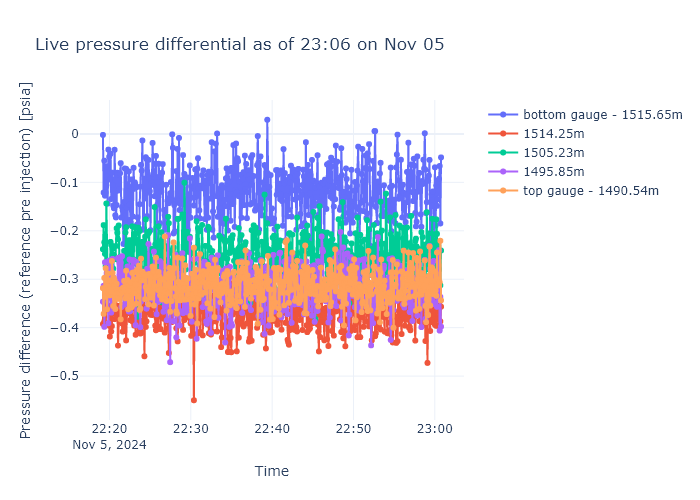 Live pressure differential as of 23:06 on Nov 05
Pressure difference (reference pre injection) [psia]
0
−0.1
−0.2
−0.3
−0.4
−0.5
22:20
Nov 5, 2024
22:30
22:40
22:50
23:00
Time
bottom gauge - 1515.65m
1514.25m
1505.23m
1495.85m
top gauge - 1490.54m